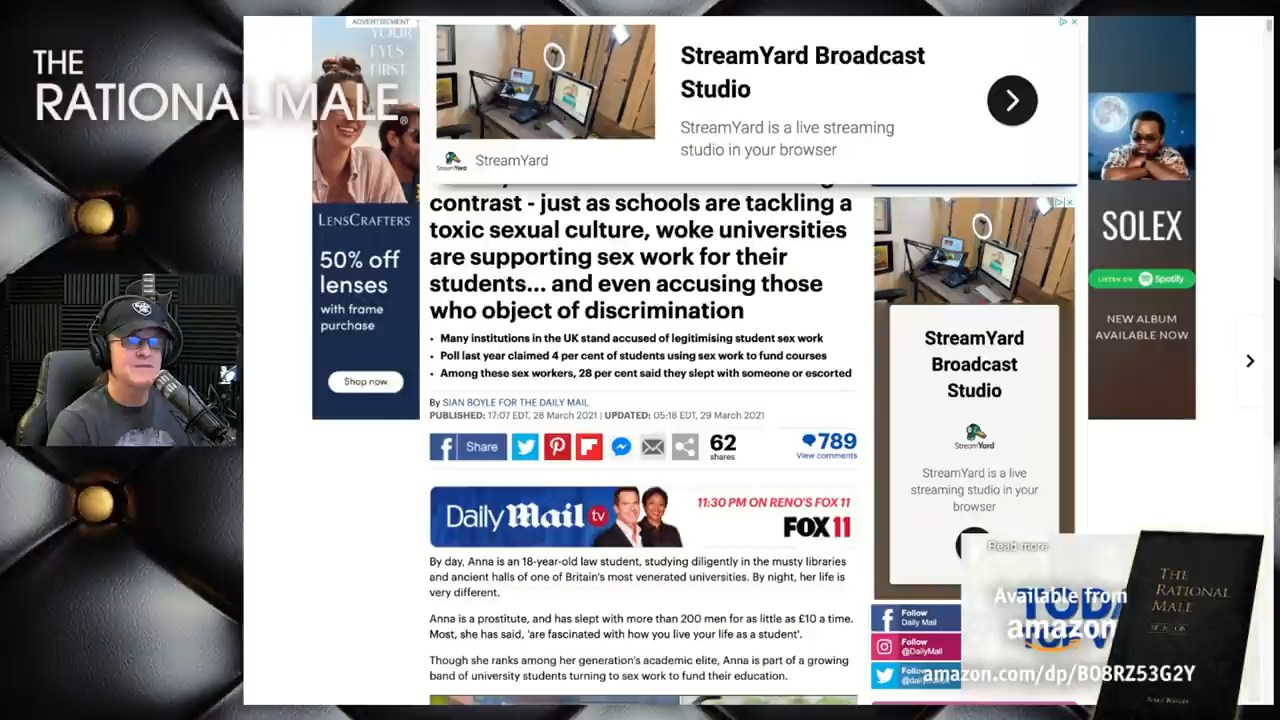 THE
RATIONAL MALE®
ADVERTISEMENT
YOUR
EYES
FIRST
LENSCRAFTERS
50% off
lenses
with frame
purchase
Shop now
StreamYard Broadcast
Studio
StreamYard is a live streaming
studio in your browser
StreamYard
contrast - just as schools are tackling a
toxic sexual culture, woke universities
are supporting sex work for their
students... and even accusing those
who object of discrimination
• Many institutions in the UK stand accused of legitimising student sex work
• Poll last year claimed 4 per cent of students using sex work to fund courses
• Among these sex workers, 28 per cent said they slept with someone or escorted
By SIAN BOYLE FOR THE DAILY MAIL
PUBLISHED: 17:07 EDT, 28 March 2021 | UPDATED: 05:18 EDT, 29 March 2021
Share
62
shares
789
View comments
Daily Mail tv
11:30 PM ON RENO'S FOX 11
FOX 11
By day, Anna is an 18-year-old law student, studying diligently in the musty libraries
and ancient halls of one of Britain's most venerated universities. By night, her life is
very different.
Anna is a prostitute, and has slept with more than 200 men for as little as £10 a time.
Most, she has said, 'are fascinated with how you live your life as a student'.
Though she ranks among her generation's academic elite, Anna is part of a growing
band of university students turning to sex work to fund their education.
StreamYard
Broadcast
Studio
StreamYard
StreamYard is a live
streaming studio in your
browser
Follow
Daily Mail
Follow
@DailyMail
Follow
SOLEX
LISTEN ON Spotify
NEW ALBUM
AVAILABLE NOW
Read more
Available from
amazon
amazon.com/dp/B08RZ53G2Y
THE
RATIONAL
MALE